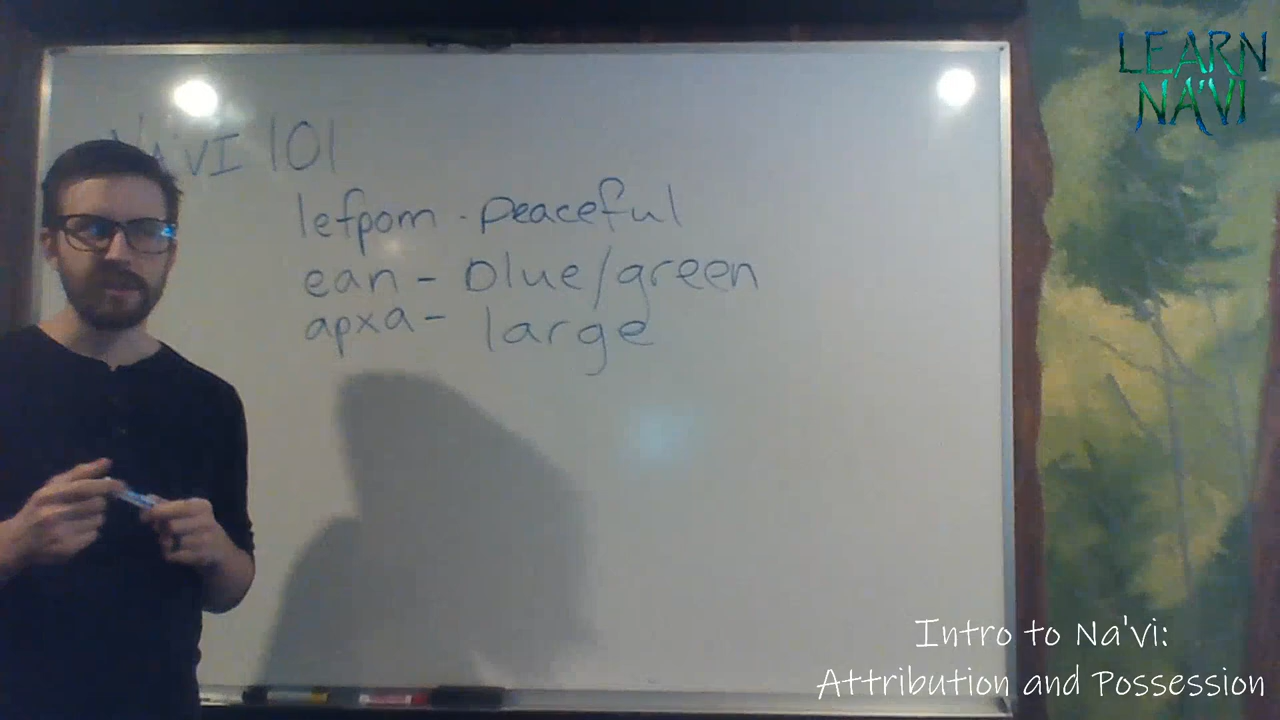 LEARN
NA'VI
Na'vI 101
lefpom - peaceful
ean - blue/green
apxa - large
Intro to Na'vi:
Attribution and Possession